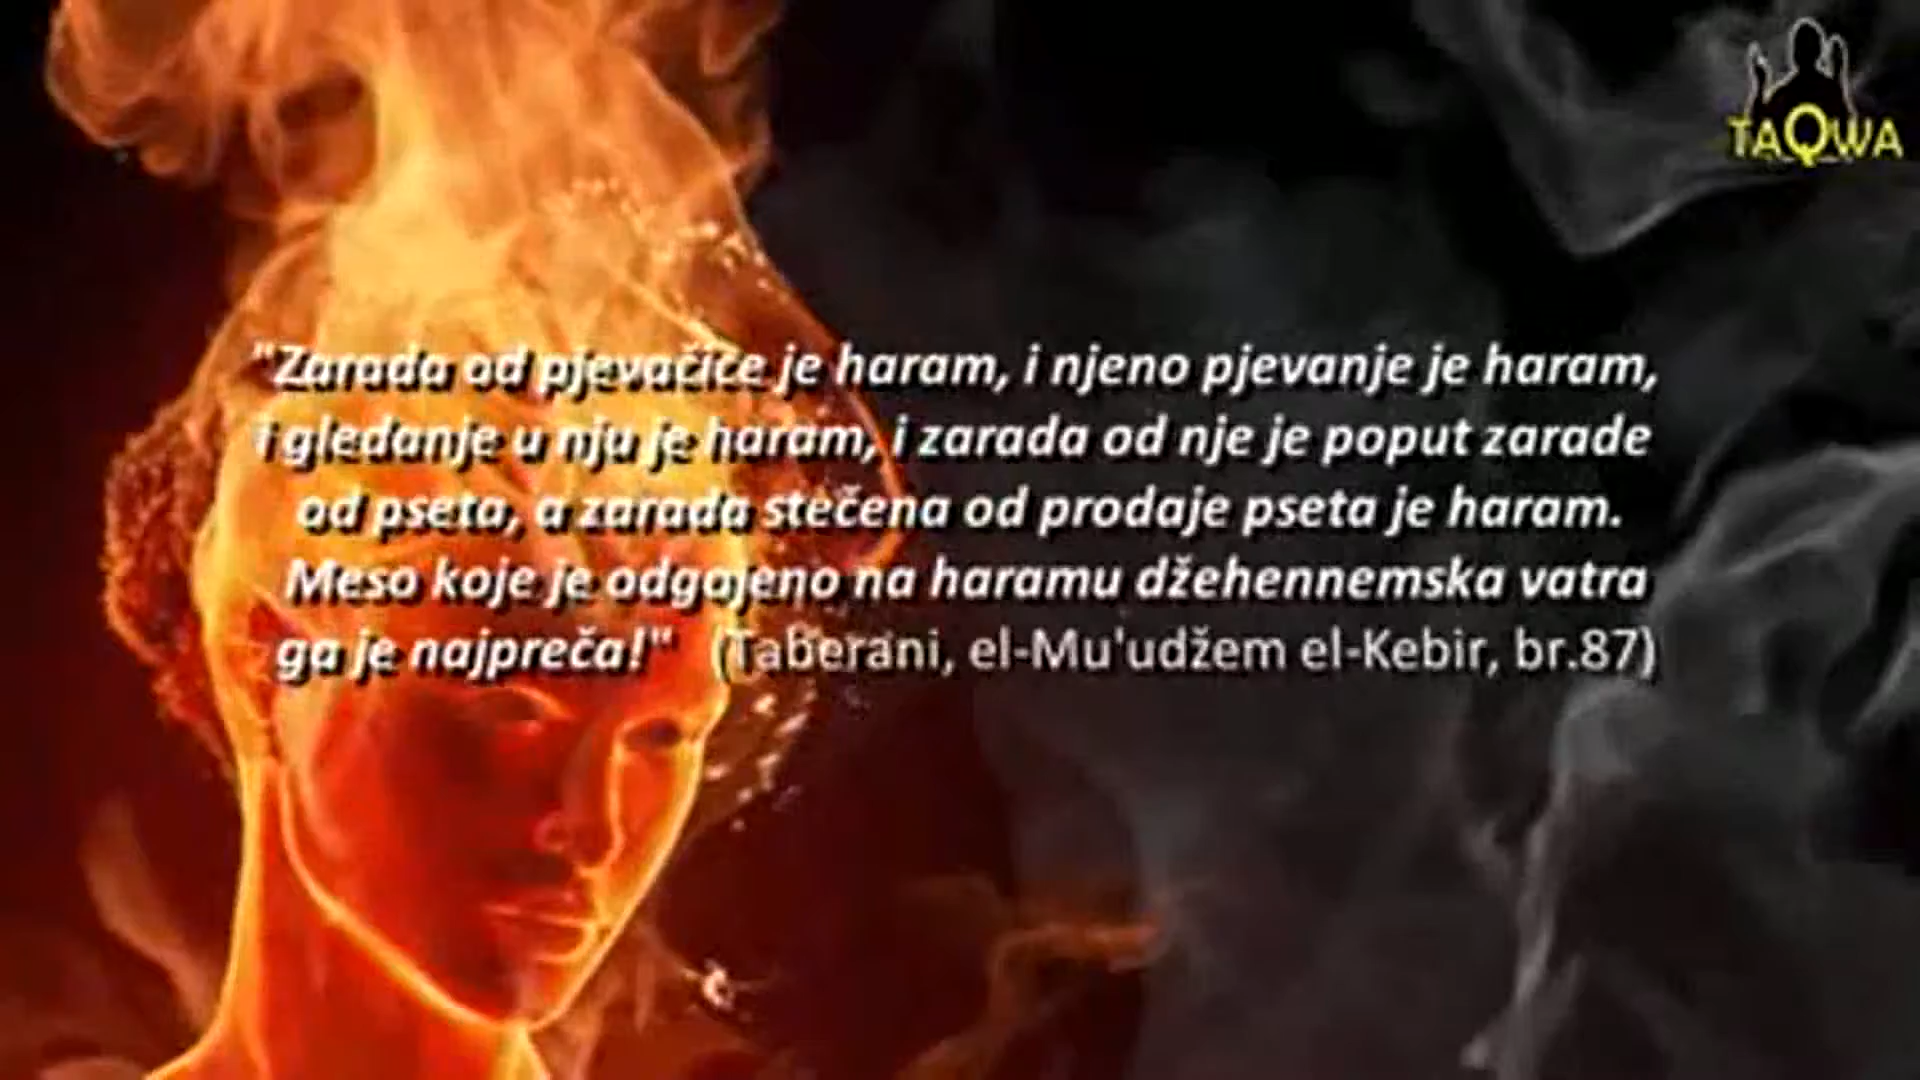 TAQWA
"Zarada od pjevačice je haram, i njeno pjevanje je haram,
i gledanje u nju je haram, i zarada od nje je poput zarade
od pseta, a zarada stečena od prodaje pseta je haram.
Meso koje je odgojeno na haramu džehennemska vatra
ga je najpreča!" (Taberani, el-Mu'udžem el-Kebir, br.87)